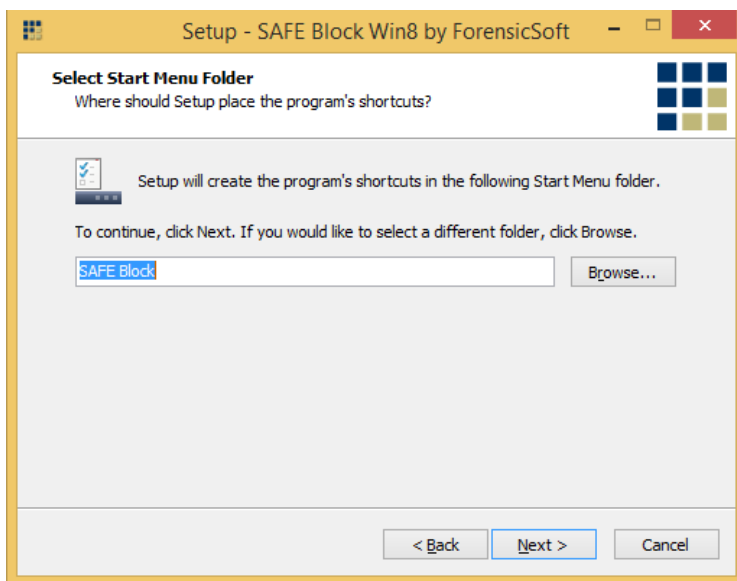 Setup - SAFE Block Win8 by ForensicSoft
Select Start Menu Folder
Where should Setup place the program's shortcuts?
Setup will create the program's shortcuts in the following Start Menu folder.
To continue, click Next. If you would like to select a different folder, click Browse.
SAFE Block
Browse...
< Back
Next >
Cancel